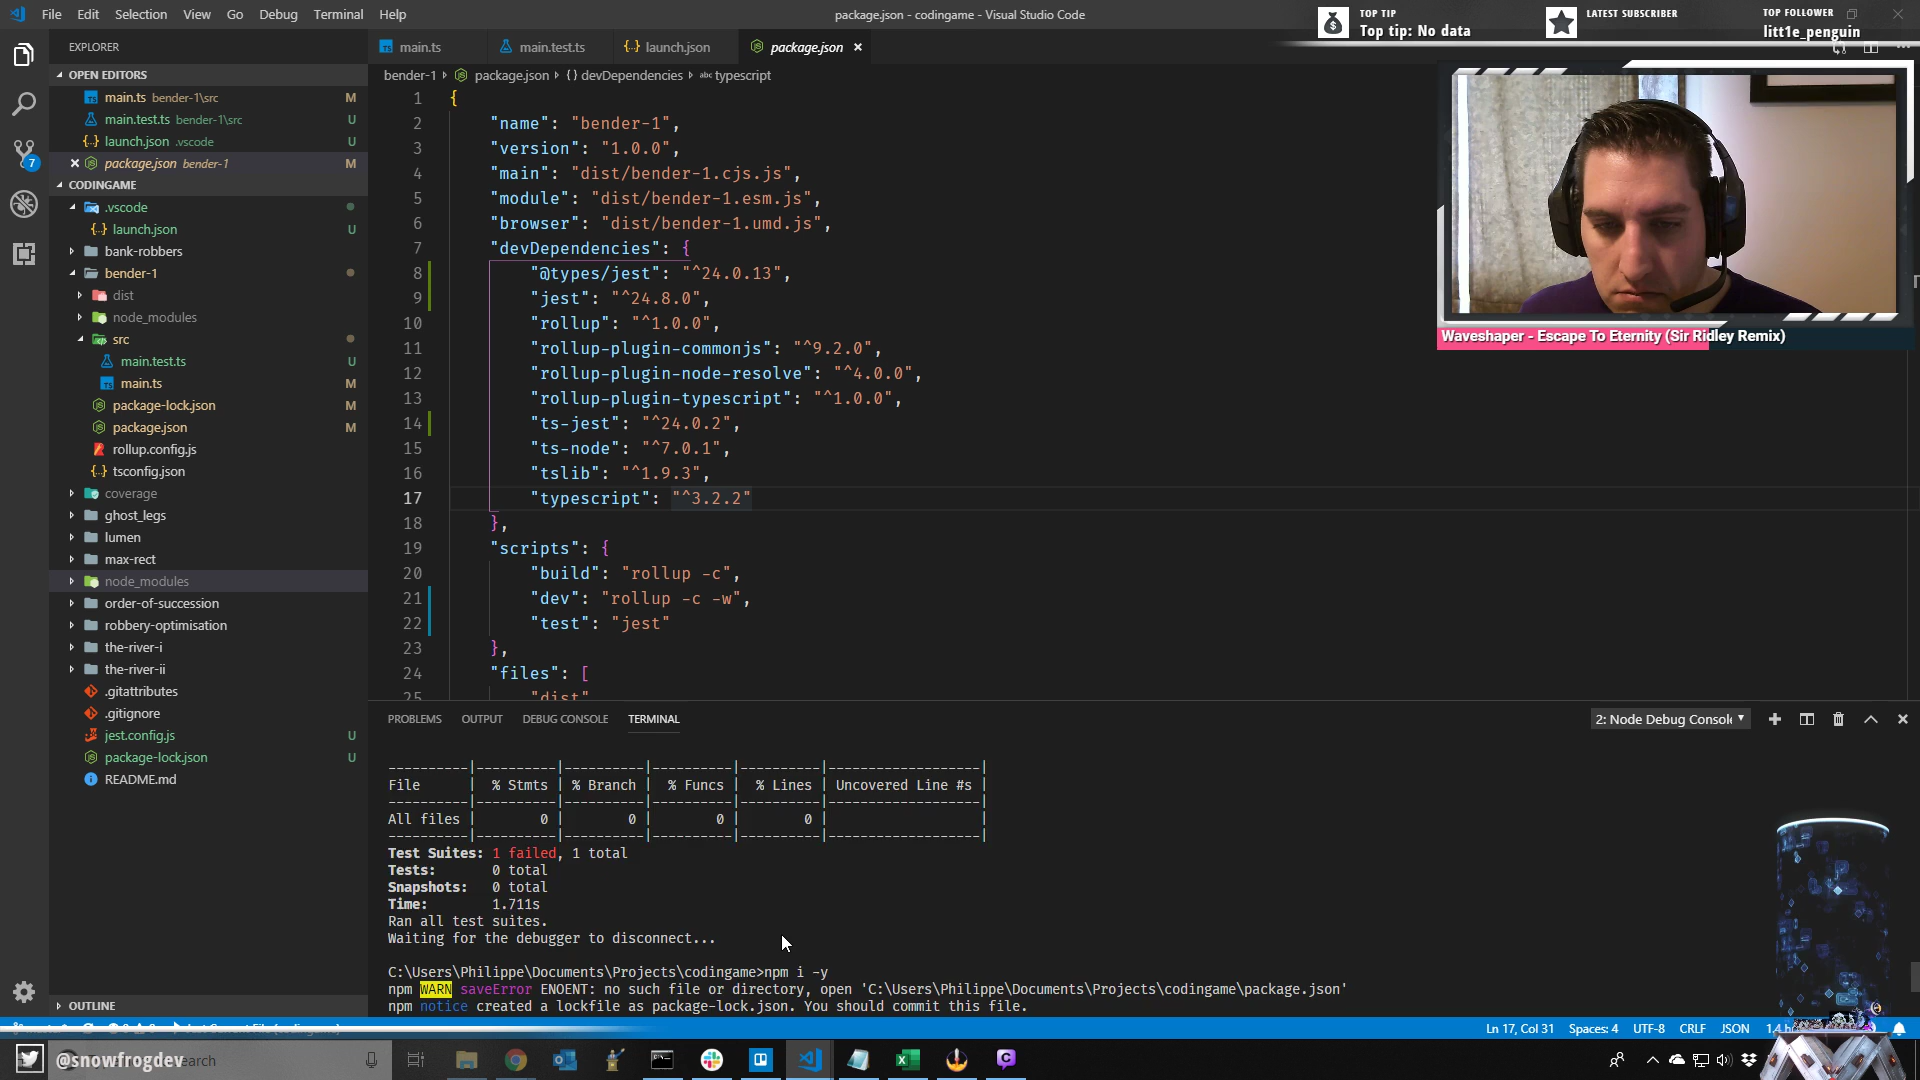 File Edit Selection View Go Debug Terminal Help
package.json - codingame - Visual Studio Code
TOP TIP
Top tip: No data
LATEST SUBSCRIBER
TOP FOLLOWER
litt1e_penguin
EXPLORER
OPEN EDITORS
main.ts bender-1\src M
main.test.ts bender-1\src U
launch.json .vscode U
package.json bender-1 M
CODINGAME
.vscode
launch.json U
bank-robbers
bender-1
dist
node_modules
src
main.test.ts U
main.ts M
package-lock.json M
package.json M
rollup.config.js
tsconfig.json
coverage
ghost_legs
lumen
max-rect
node_modules
order-of-succession
robbery-optimisation
the-river-i
the-river-ii
.gitattributes
.gitignore
jest.config.js U
package-lock.json U
README.md
OUTLINE
7
main.ts main.test.ts launch.json package.json
bender-1 package.json {} devDependencies abc typescript
1 {
2 "name": "bender-1",
3 "version": "1.0.0",
4 "main": "dist/bender-1.cjs.js",
5 "module": "dist/bender-1.esm.js",
6 "browser": "dist/bender-1.umd.js",
7 "devDependencies": {
8 "@types/jest": "^24.0.13",
9 "jest": "^24.8.0",
10 "rollup": "^1.0.0",
11 "rollup-plugin-commonjs": "^9.2.0",
12 "rollup-plugin-node-resolve": "^4.0.0",
13 "rollup-plugin-typescript": "^1.0.0",
14 "ts-jest": "^24.0.2",
15 "ts-node": "^7.0.1",
16 "tslib": "^1.9.3",
17 "typescript": "^3.2.2"
18 },
19 "scripts": {
20 "build": "rollup -c",
21 "dev": "rollup -c -w",
22 "test": "jest"
23 },
24 "files": [
25 "dist"
Waveshaper - Escape To Eternity (Sir Ridley Remix)
PROBLEMS OUTPUT DEBUG CONSOLE TERMINAL
2: Node Debug Console
----------|----------|----------|----------|----------|-------------------|
File | % Stmts | % Branch | % Funcs | % Lines | Uncovered Line #s |
----------|----------|----------|----------|----------|-------------------|
All files | 0 | 0 | 0 | 0 | |
----------|----------|----------|----------|----------|-------------------|
Test Suites: 1 failed, 1 total
Tests: 0 total
Snapshots: 0 total
Time: 1.711s
Ran all test suites.
Waiting for the debugger to disconnect...
C:\Users\Philippe\Documents\Projects\codingame>npm i -y
npm WARN saveError ENOENT: no such file or directory, open 'C:\Users\Philippe\Documents\Projects\codingame\package.json'
npm notice created a lockfile as package-lock.json. You should commit this file.
Ln 17, Col 31 Spaces: 4 UTF-8 CRLF JSON
@snowfrogdev